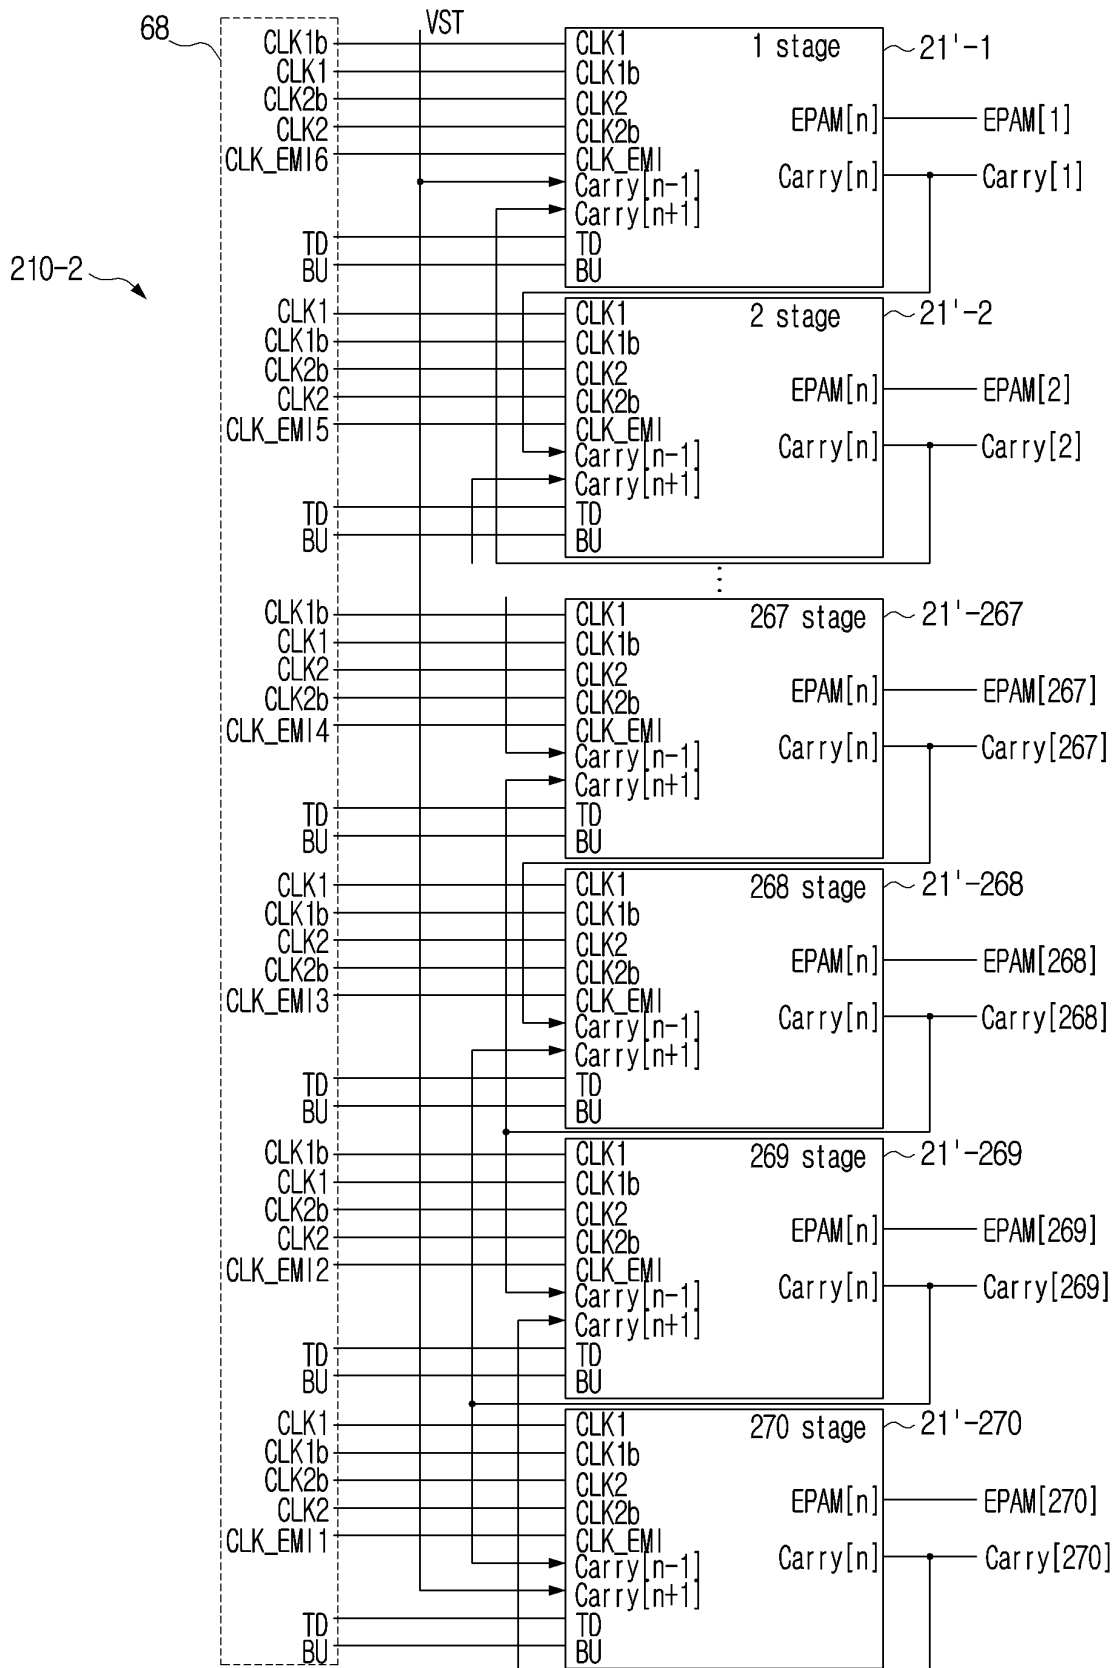 68
VST
210-2
CLK1b
CLK1
CLK2b
CLK2
CLK_EMI6
TD
BU
CLK1
CLK1b
CLK2
CLK2b
CLK_EMI
Carry[n-1]
Carry[n+1]
TD
BU
1 stage
EPAM[n]
Carry[n]
21'-1
EPAM[1]
Carry[1]
CLK1
CLK1b
CLK2b
CLK2
CLK_EMI5
TD
BU
CLK1
CLK1b
CLK2
CLK2b
CLK_EMI
Carry[n-1]
Carry[n+1]
TD
BU
2 stage
EPAM[n]
Carry[n]
21'-2
EPAM[2]
Carry[2]
CLK1b
CLK1
CLK2
CLK2b
CLK_EMI4
TD
BU
CLK1
CLK1b
CLK2
CLK2b
CLK_EMI
Carry[n-1]
Carry[n+1]
TD
BU
267 stage
EPAM[n]
Carry[n]
21'-267
EPAM[267]
Carry[267]
CLK1
CLK1b
CLK2
CLK2b
CLK_EMI3
TD
BU
CLK1
CLK1b
CLK2
CLK2b
CLK_EMI
Carry[n-1]
Carry[n+1]
TD
BU
268 stage
EPAM[n]
Carry[n]
21'-268
EPAM[268]
Carry[268]
CLK1b
CLK1
CLK2b
CLK2
CLK_EMI2
TD
BU
CLK1
CLK1b
CLK2
CLK2b
CLK_EMI
Carry[n-1]
Carry[n+1]
TD
BU
269 stage
EPAM[n]
Carry[n]
21'-269
EPAM[269]
Carry[269]
CLK1
CLK1b
CLK2b
CLK2
CLK_EMI1
TD
BU
CLK1
CLK1b
CLK2
CLK2b
CLK_EMI
Carry[n-1]
Carry[n+1]
TD
BU
270 stage
EPAM[n]
Carry[n]
21'-270
EPAM[270]
Carry[270]